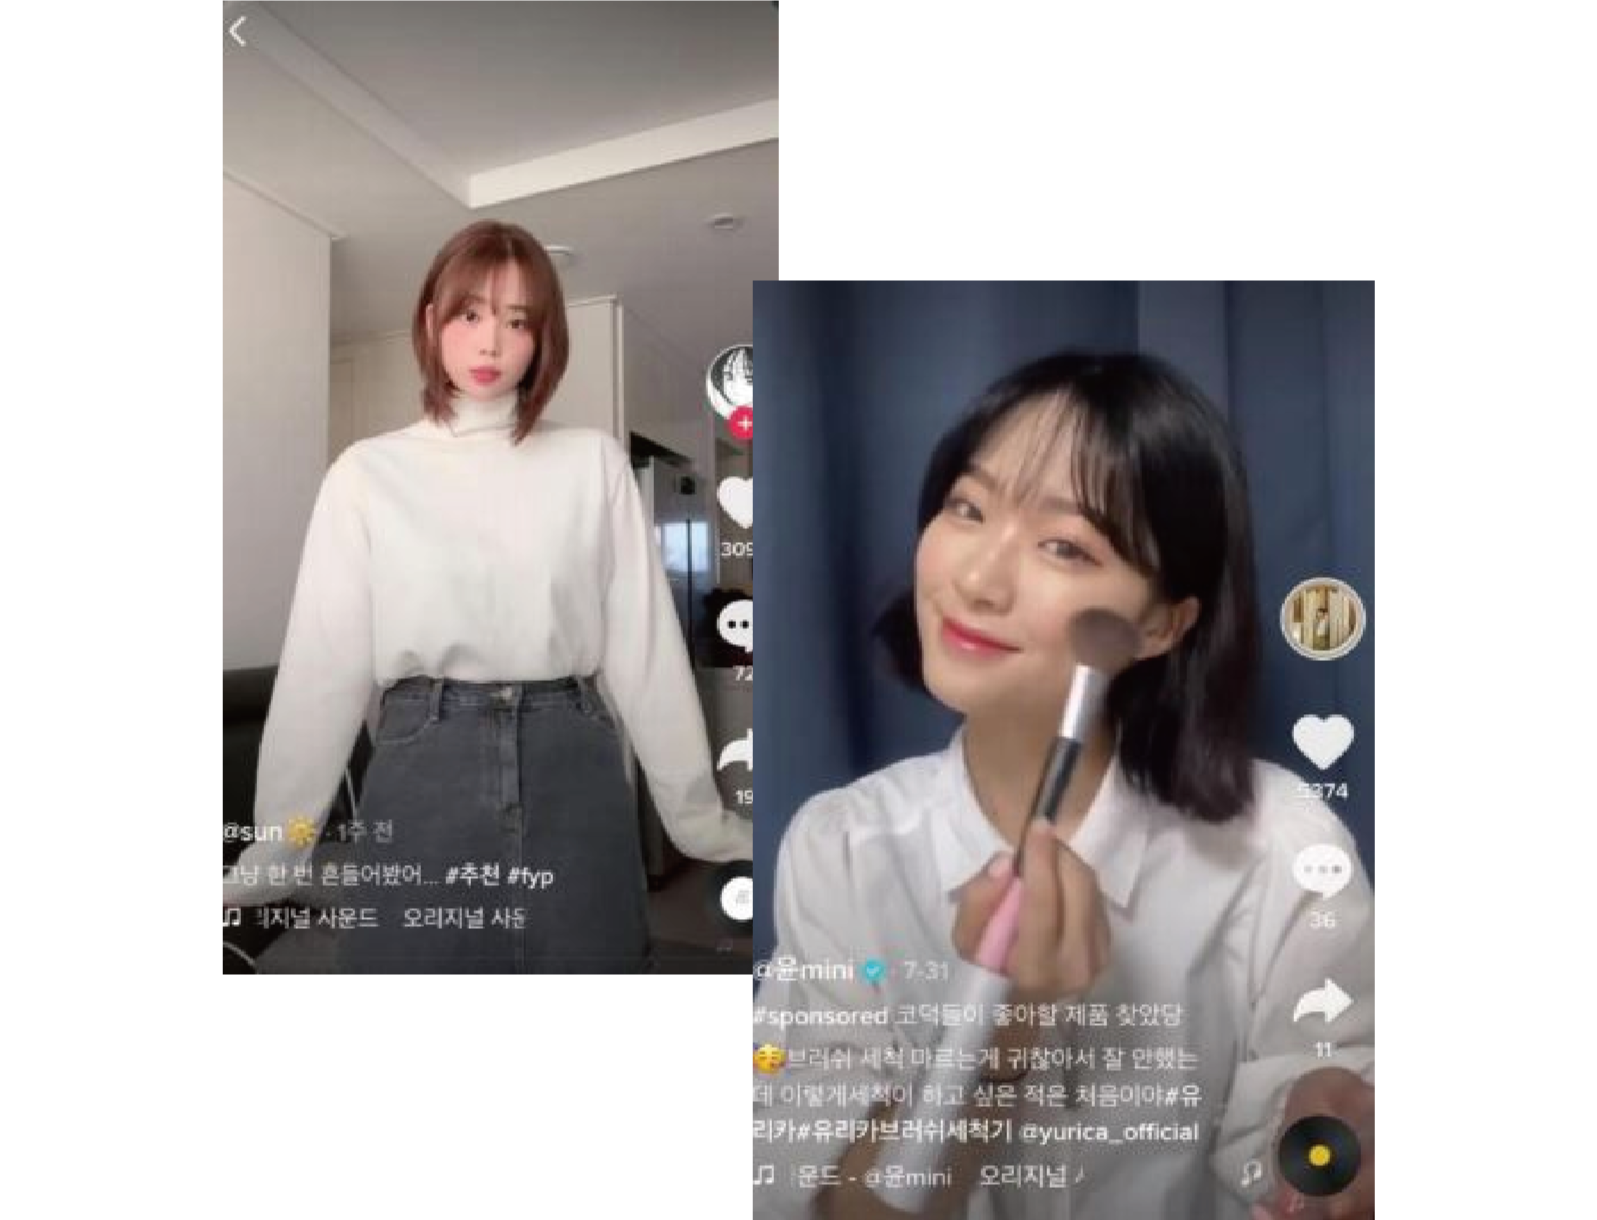 309
72
19
@sun · 1주 전
그냥 한 번 흔들어봤어... #추천 #fyp
리지널 사운드 오리지널 사운
5374
36
11
@윤mini · 7-31
#sponsored 코덕들이 좋아할 제품 찾았당
브러쉬 세척 마르는게 귀찮아서 잘 안했는
데 이렇게세척이 하고 싶은 적은 처음이야#유
리카#유리카브러쉬세척기 @yurica_official
운드 - @윤mini 오리지널